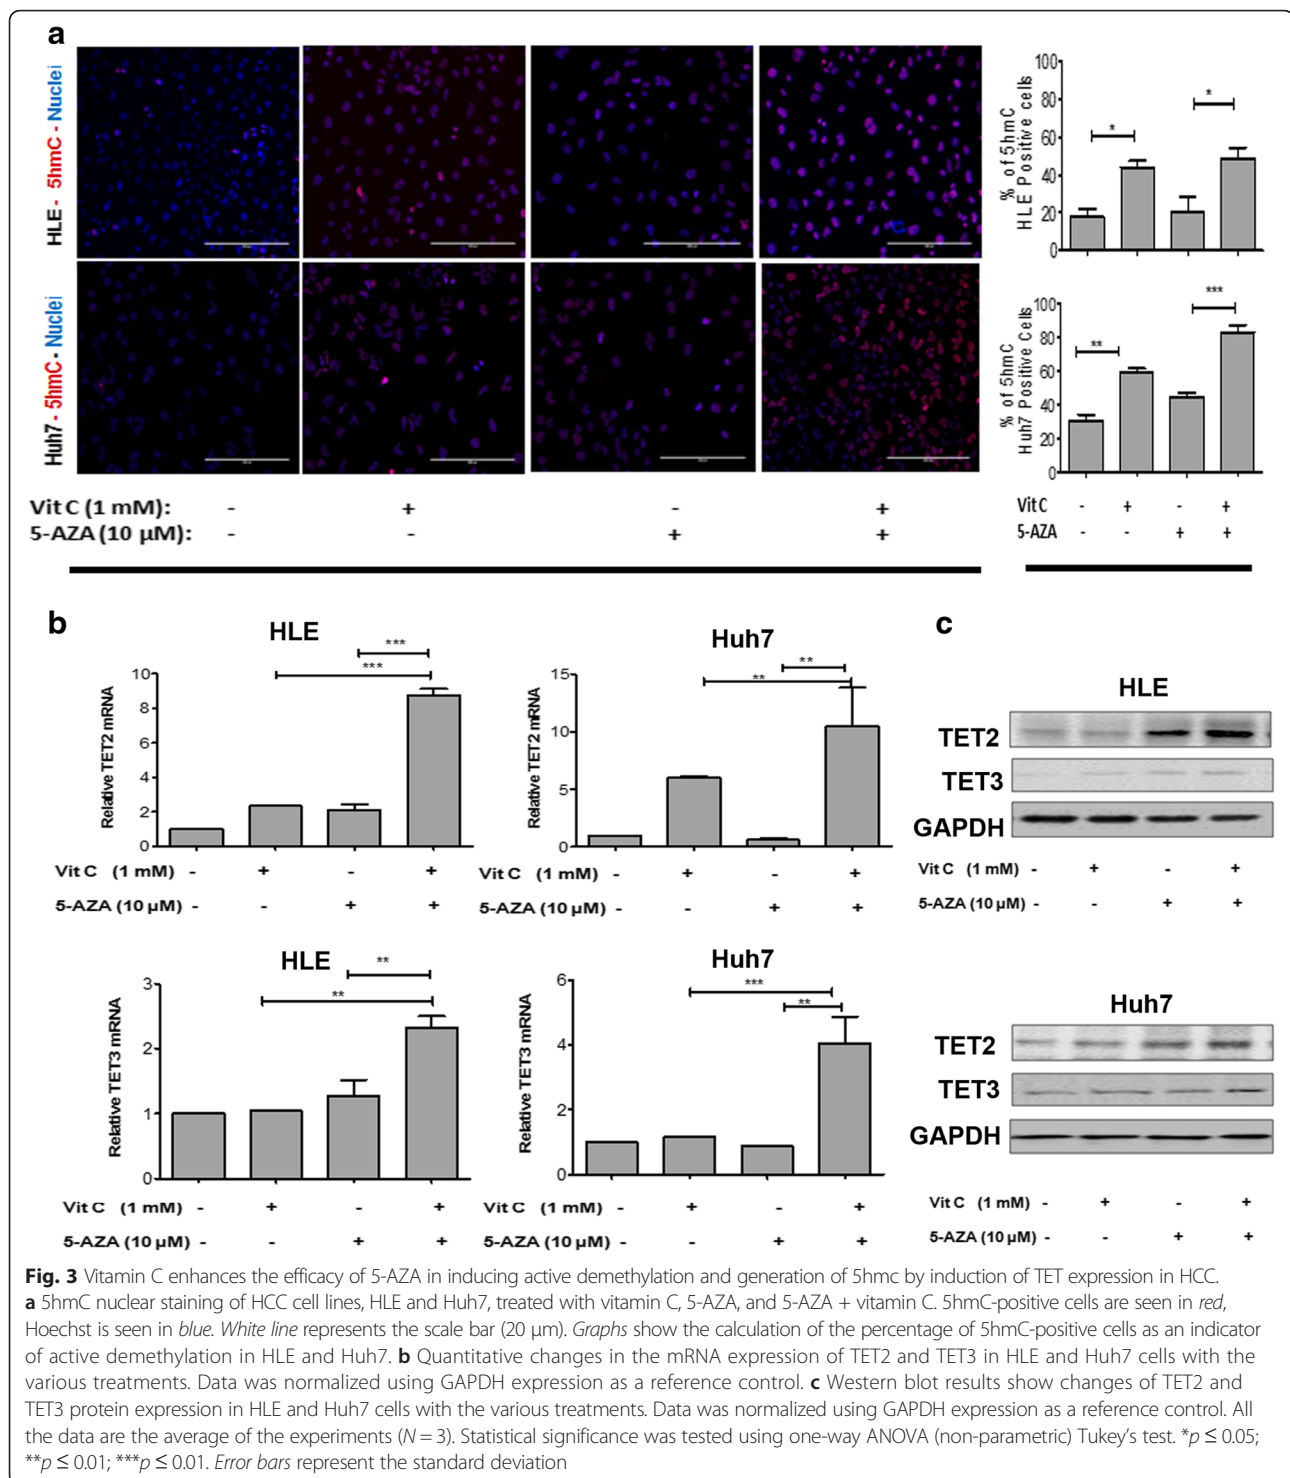 a
HLE - 5hmC - Nuclei
Huh7 - 5hmC - Nuclei
Vit C (1 mM): - + - +
5-AZA (10 µM): - - + +
% of 5hmC
HLE Positive cells
100
80
60
40
20
0
*
*
% of 5hmC
Huh7 Positive Cells
100
80
60
40
20
0
**
***
Vit C - + - +
5-AZA - - + +
b
HLE
Relative TET2 mRNA
10
8
6
4
2
0
***
***
Vit C (1 mM) - + - +
5-AZA (10 µM) - - + +
Huh7
Relative TET2 mRNA
15
10
5
0
**
**
Vit C (1 mM) - + - +
5-AZA (10 µM) - - + +
HLE
Relative TET3 mRNA
3
2
1
0
**
**
Vit C (1 mM) - + - +
5-AZA (10 µM) - - + +
Huh7
Relative TET3 mRNA
6
4
2
0
***
**
Vit C (1 mM) - + - +
5-AZA (10 µM) - - + +
c
HLE
TET2
TET3
GAPDH
Vit C (1 mM) - + - +
5-AZA (10 µM) - - + +
Huh7
TET2
TET3
GAPDH
Vit C (1 mM) - + - +
5-AZA (10 µM) - - + +
Fig. 3 Vitamin C enhances the efficacy of 5-AZA in inducing active demethylation and generation of 5hmc by induction of TET expression in HCC.
a 5hmC nuclear staining of HCC cell lines, HLE and Huh7, treated with vitamin C, 5-AZA, and 5-AZA + vitamin C. 5hmC-positive cells are seen in red,
Hoechst is seen in blue. White line represents the scale bar (20 µm). Graphs show the calculation of the percentage of 5hmC-positive cells as an indicator
of active demethylation in HLE and Huh7. b Quantitative changes in the mRNA expression of TET2 and TET3 in HLE and Huh7 cells with the
various treatments. Data was normalized using GAPDH expression as a reference control. c Western blot results show changes of TET2 and
TET3 protein expression in HLE and Huh7 cells with the various treatments. Data was normalized using GAPDH expression as a reference control. All
the data are the average of the experiments (N = 3). Statistical significance was tested using one-way ANOVA (non-parametric) Tukey's test. *p ≤ 0.05;
**p ≤ 0.01; ***p ≤ 0.01. Error bars represent the standard deviation